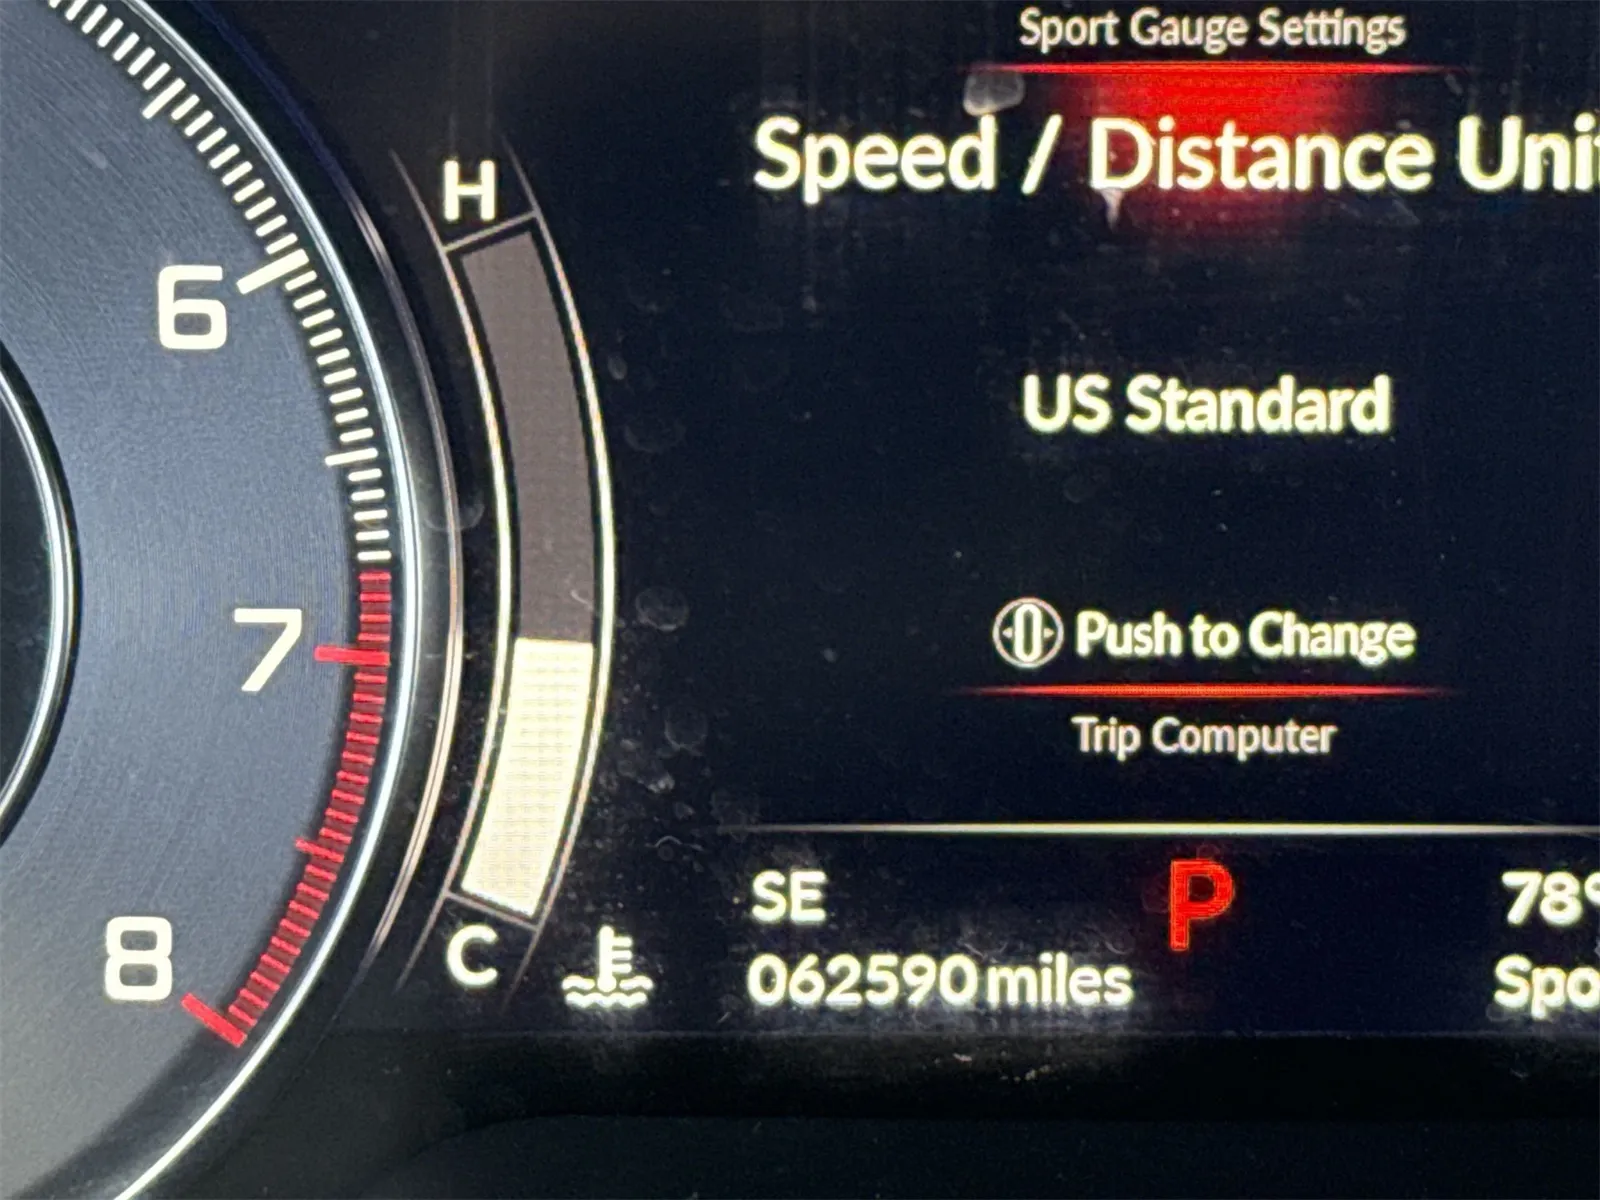 Sport Gauge Settings
Speed / Distance Unit
H
6
US Standard
7
Push to Change
Trip Computer
SE
P
78°
8
C
062590 miles
Spo